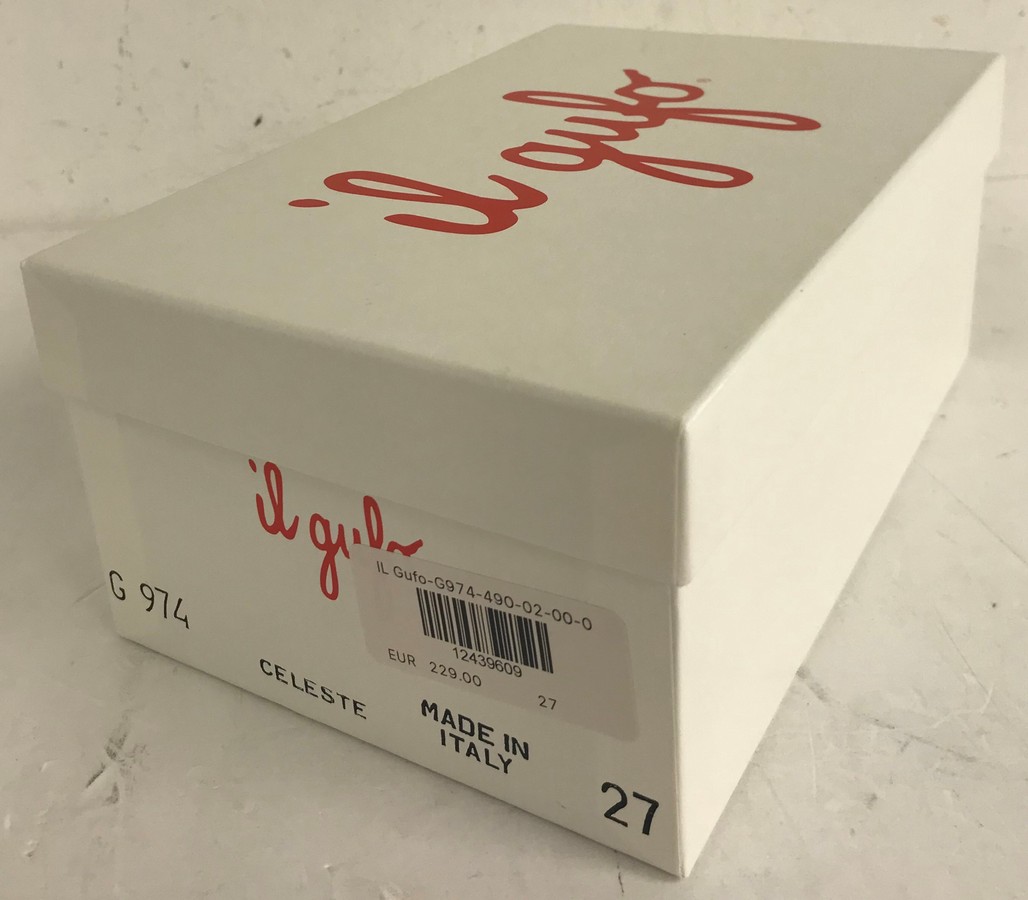 il gufo
il gufo
IL Gufo-G974-490-02-00-0
12439609
EUR 229.00 27
G 974
CELESTE
MADE IN
ITALY
27